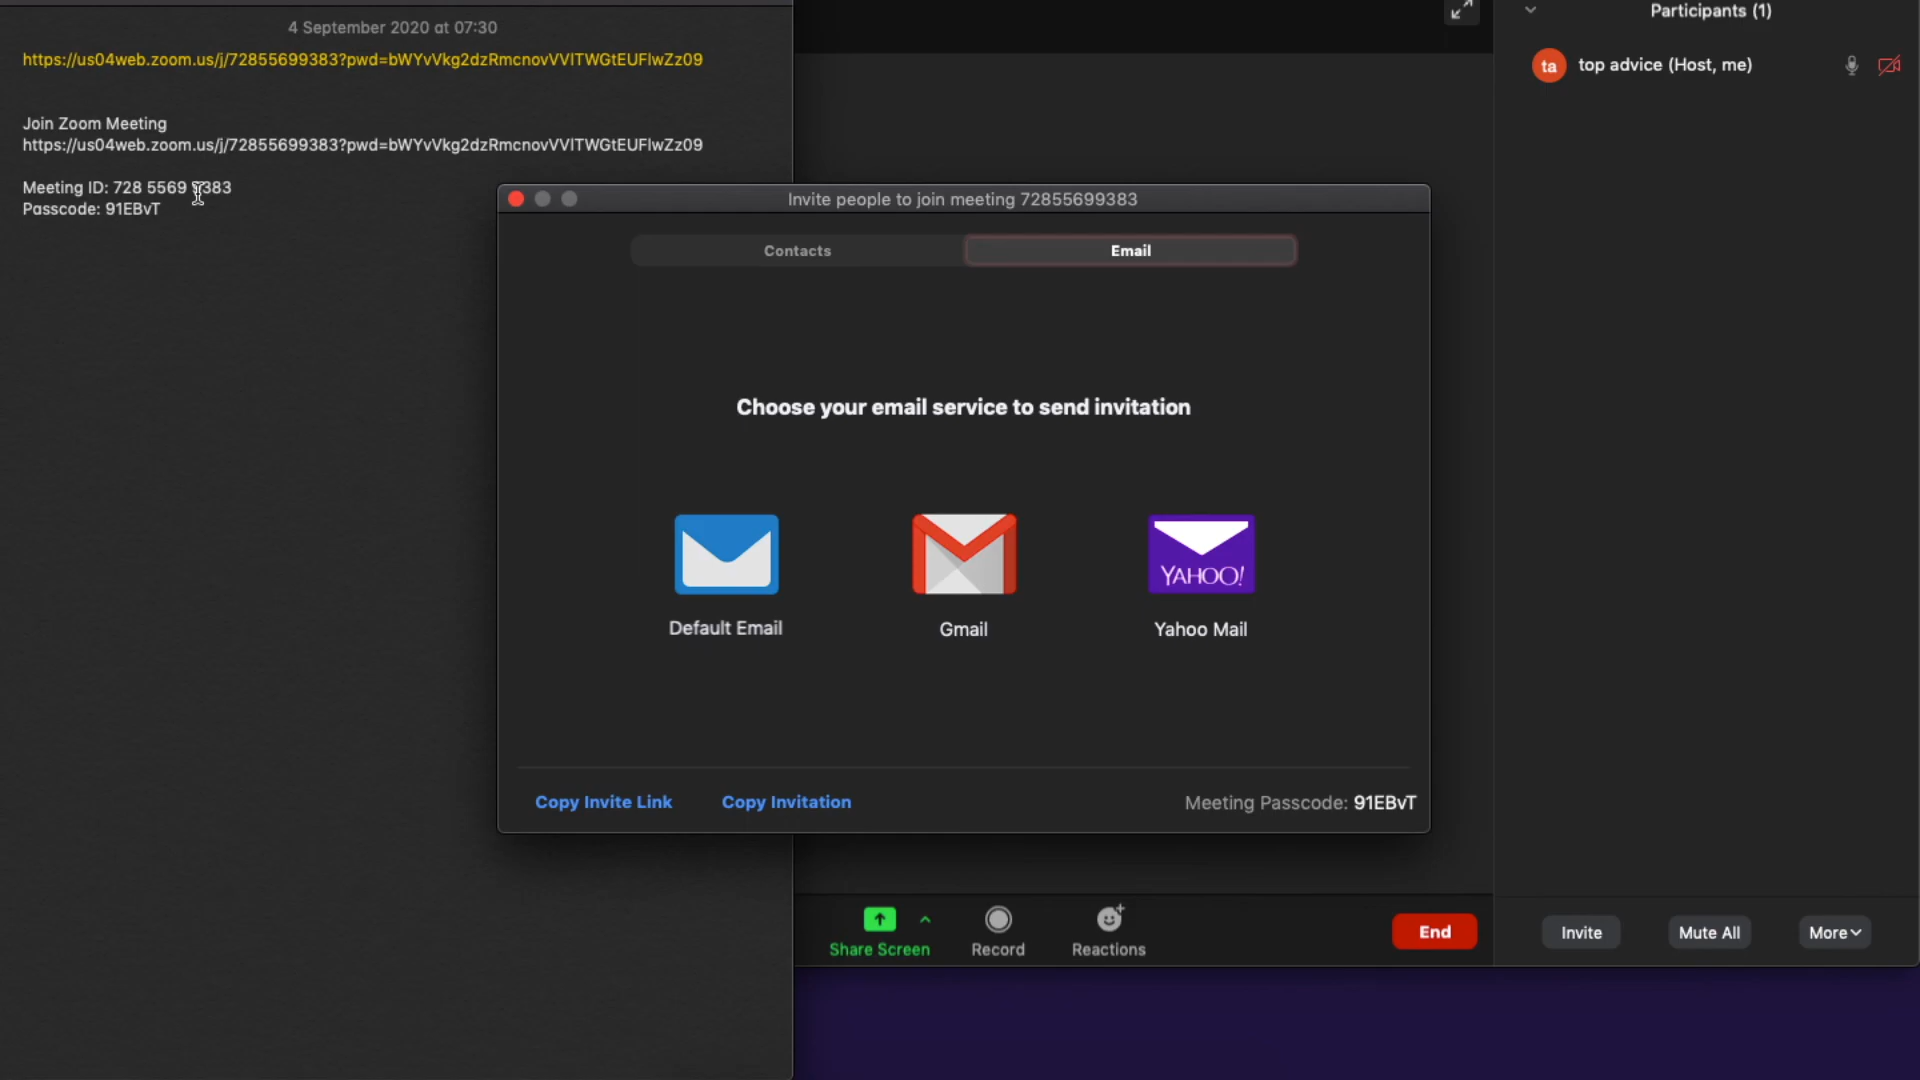 4 September 2020 at 07:30
https://us04web.zoom.us/j/72855699383?pwd=bWYvVkg2dzRmcnovVVlTWGtEUFlwZz09
Join Zoom Meeting
https://us04web.zoom.us/j/72855699383?pwd=bWYvVkg2dzRmcnovVVlTWGtEUFlwZz09
Meeting ID: 728 5569 9383
Passcode: 91EBvT
Invite people to join meeting 72855699383
Contacts
Email
Choose your email service to send invitation
YAHOO!
Default Email
Gmail
Yahoo Mail
Copy Invite Link
Copy Invitation
Meeting Passcode: 91EBvT
Share Screen
Record
Reactions
End
Participants (1)
ta
top advice (Host, me)
Invite
Mute All
More